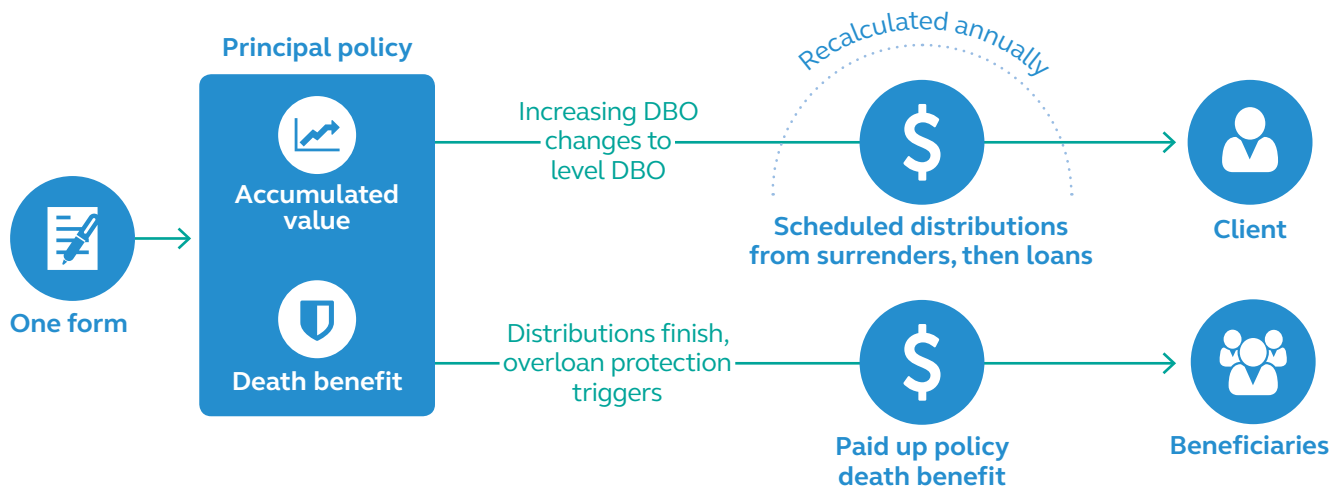 Recalculated annually
Principal policy
Increasing DBO
changes to
level DBO
Accumulated
value
Scheduled distributions
from surrenders, then loans
Client
One form
Distributions finish,
overloan protection
triggers
Death benefit
Paid up policy
death benefit
Beneficiaries